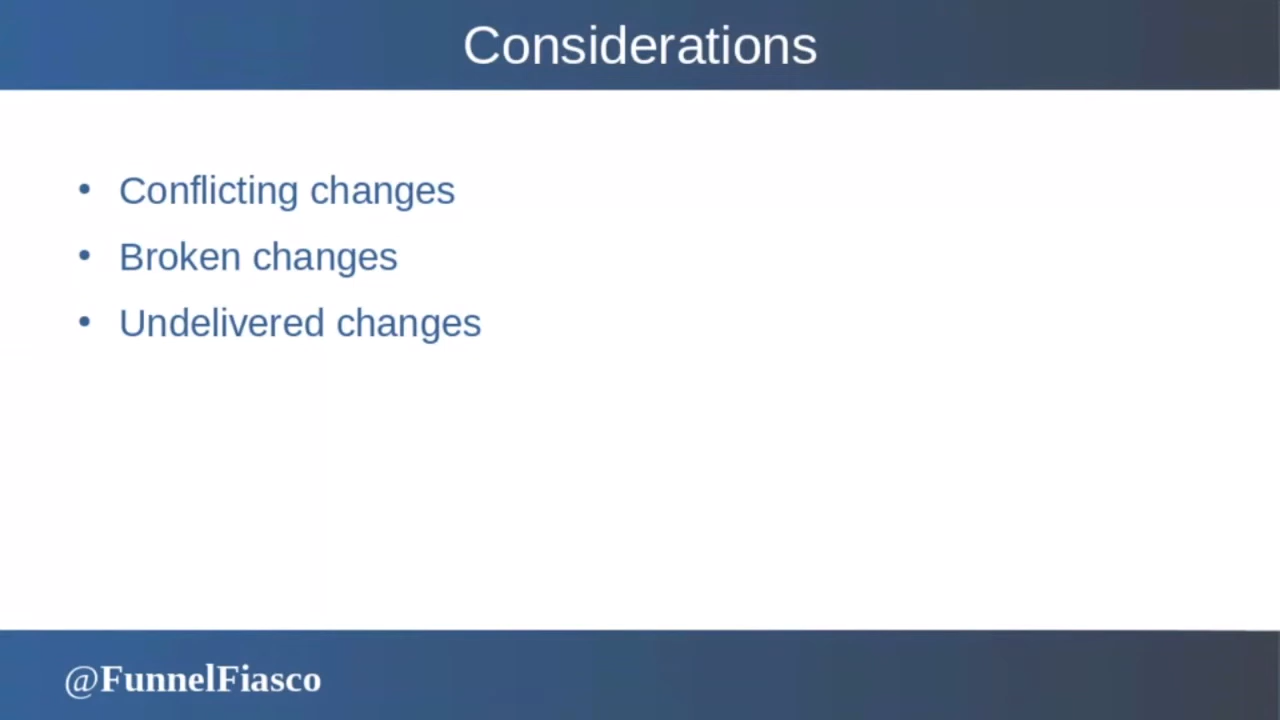 Considerations
• Conflicting changes
• Broken changes
• Undelivered changes
@FunnelFiasco